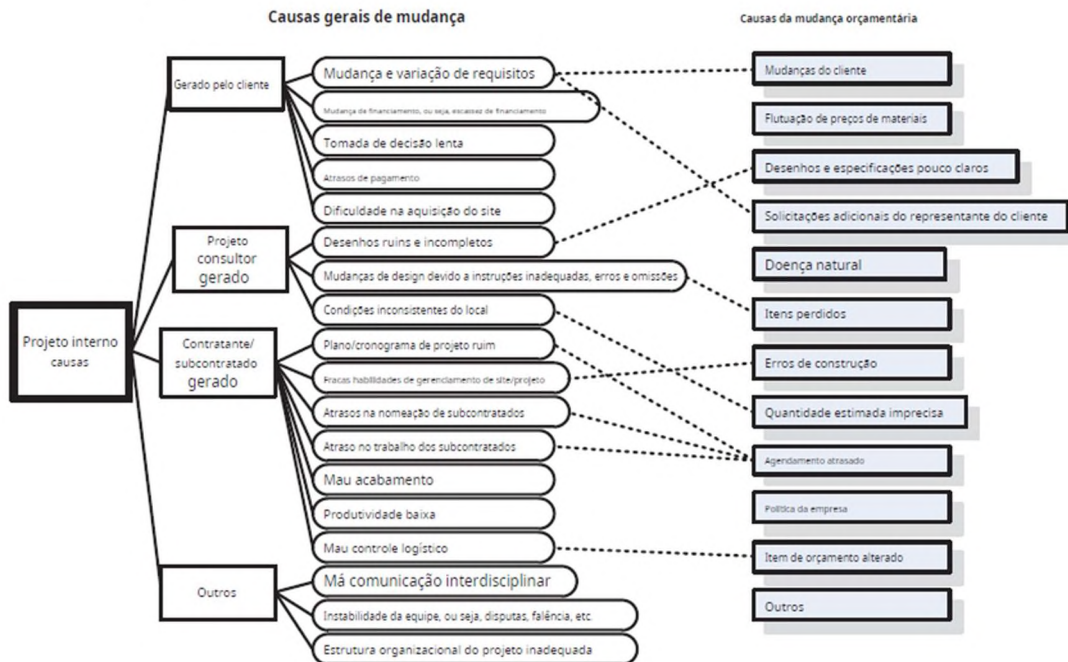 Causas gerais de mudança
Causas da mudança orçamentária
Projeto interno
causas
Gerado pelo cliente
Mudança e variação de requisitos
Mudança de financiamento, ou seja, escassez de financiamento
Tomada de decisão lenta
Atrasos de pagamento
Dificuldade na aquisição do site
Projeto
consultor
gerado
Desenhos ruins e incompletos
Mudanças de design devido a instruções inadequadas, erros e omissões
Condições inconsistentes do local
Contratante/
subcontratado
gerado
Plano/cronograma de projeto ruim
Fracas habilidades de gerenciamento de site/projeto
Atrasos na nomeação de subcontratados
Atraso no trabalho dos subcontratados
Mau acabamento
Produtividade baixa
Mau controle logístico
Outros
Má comunicação interdisciplinar
Instabilidade da equipe, ou seja, disputas, falência, etc.
Estrutura organizacional do projeto inadequada
Mudanças do cliente
Flutuação de preços de materiais
Desenhos e especificações pouco claros
Solicitações adicionais do representante do cliente
Doença natural
Itens perdidos
Erros de construção
Quantidade estimada imprecisa
Agendamento atrasado
Política da empresa
Item de orçamento alterado
Outros